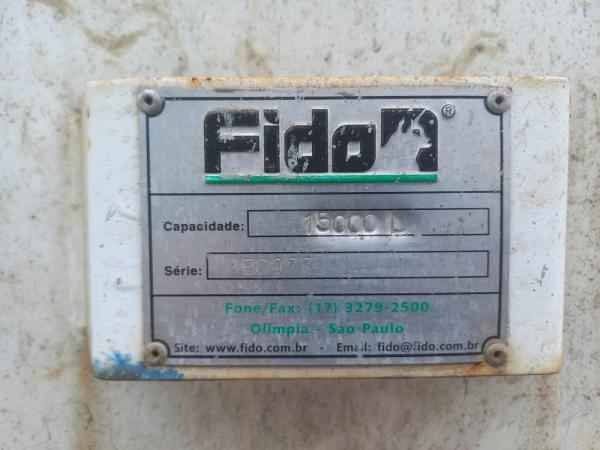 Fido ®
Capacidade: 15000 L
Série:
Fone/Fax: (17) 3279-2500
Olímpia - São Paulo
Site: www.fido.com.br - Email: fido@fido.com.br